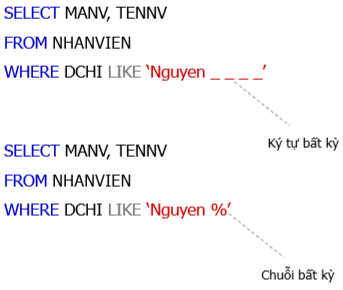 SELECT MANV, TENNV
FROM NHANVIEN
WHERE DCHI LIKE ‘Nguyen _ _ _ _’
Ký tự bất kỳ
SELECT MANV, TENNV
FROM NHANVIEN
WHERE DCHI LIKE ‘Nguyen %’
Chuỗi bất kỳ